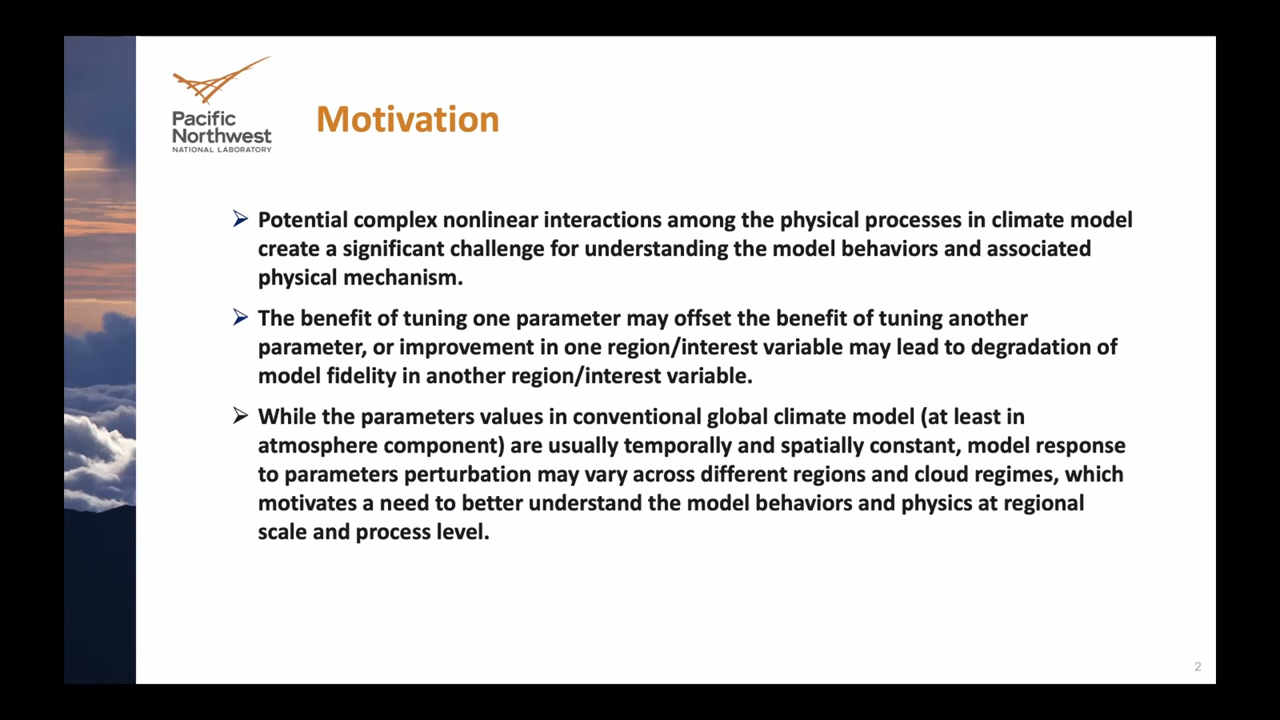 Pacific
Northwest
NATIONAL LABORATORY
Motivation
➢ Potential complex nonlinear interactions among the physical processes in climate model
create a significant challenge for understanding the model behaviors and associated
physical mechanism.
➢ The benefit of tuning one parameter may offset the benefit of tuning another
parameter, or improvement in one region/interest variable may lead to degradation of
model fidelity in another region/interest variable.
➢ While the parameters values in conventional global climate model (at least in
atmosphere component) are usually temporally and spatially constant, model response
to parameters perturbation may vary across different regions and cloud regimes, which
motivates a need to better understand the model behaviors and physics at regional
scale and process level.
2